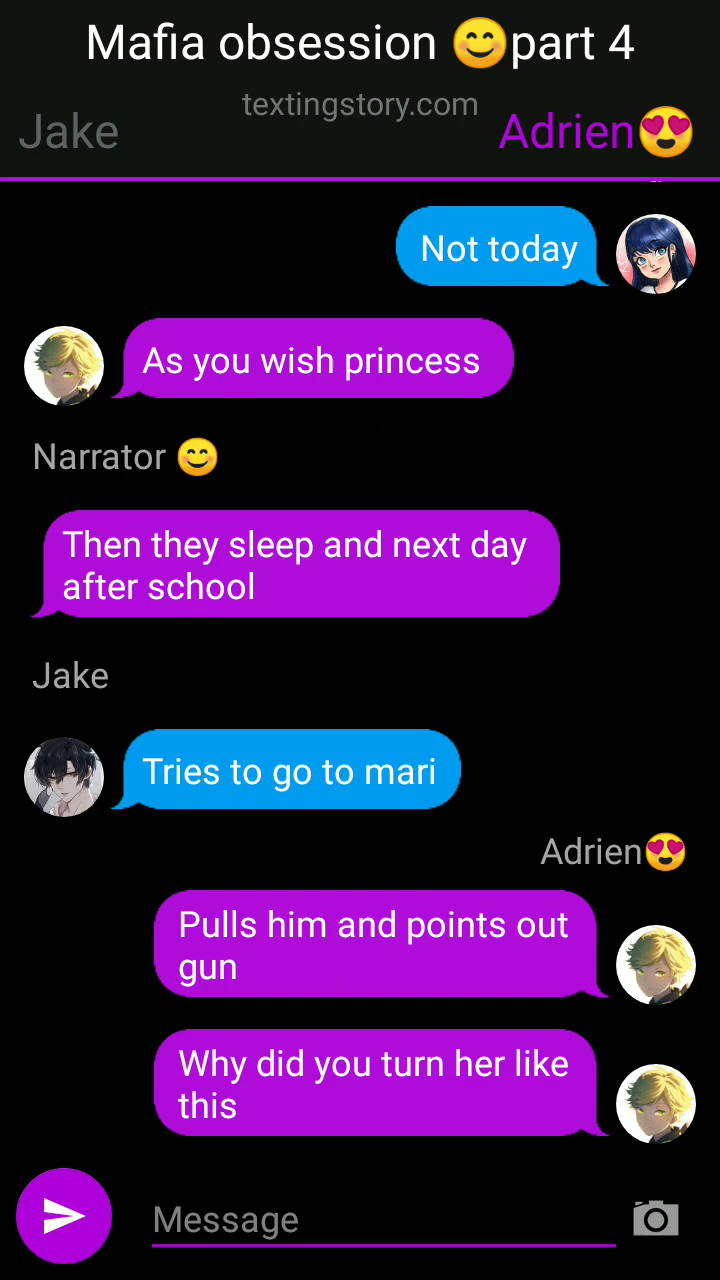 Mafia obsession 😊part 4
textingstory.com
Jake
Adrien😍
Not today
As you wish princess
Narrator 😊
Then they sleep and next day
after school
Jake
Tries to go to mari
Adrien😍
Pulls him and points out
gun
Why did you turn her like
this
Message